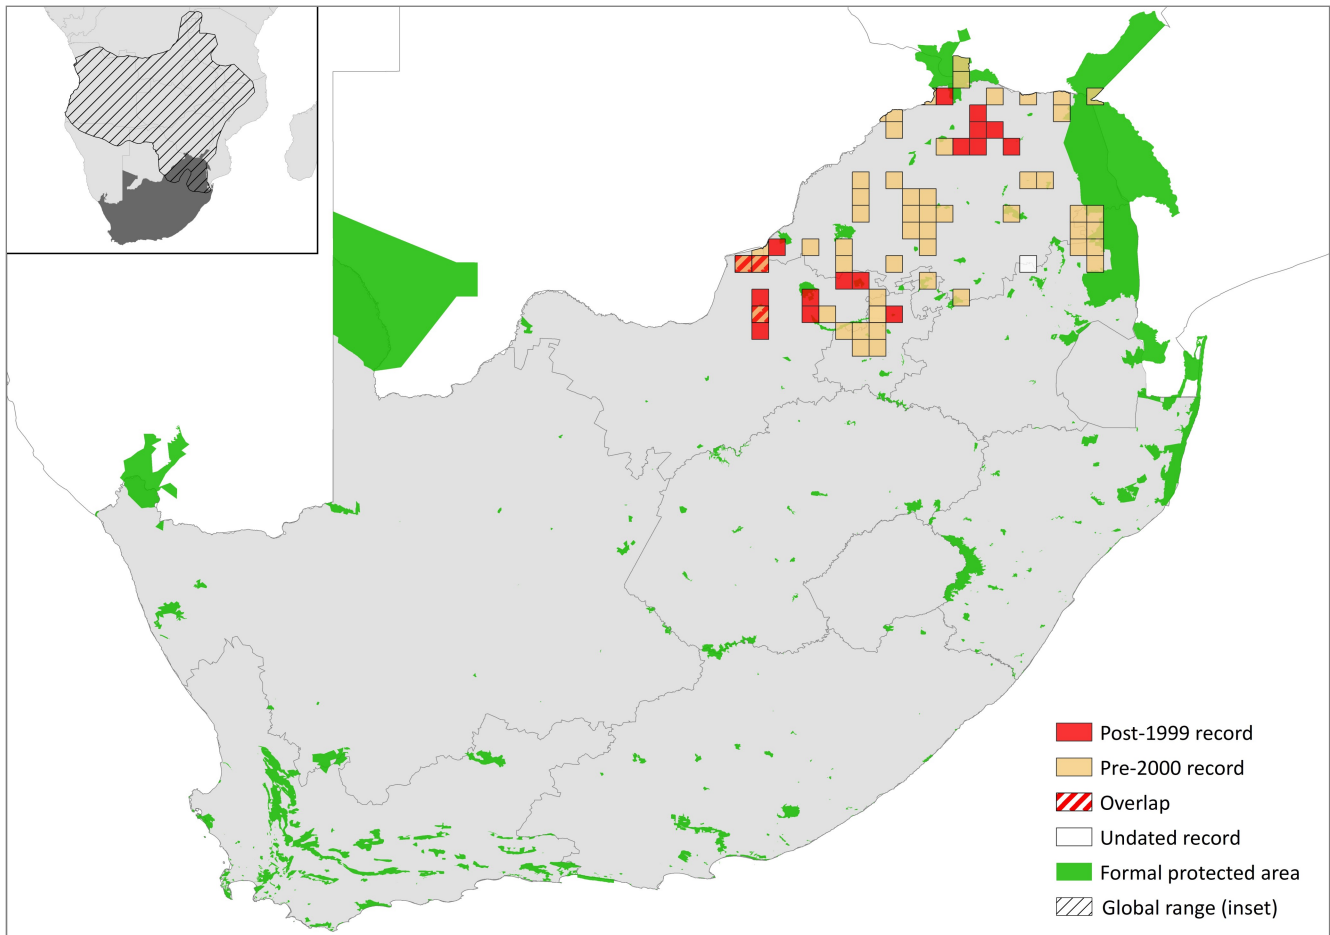 Post-1999 record
Pre-2000 record
Overlap
Undated record
Formal protected area
Global range (inset)